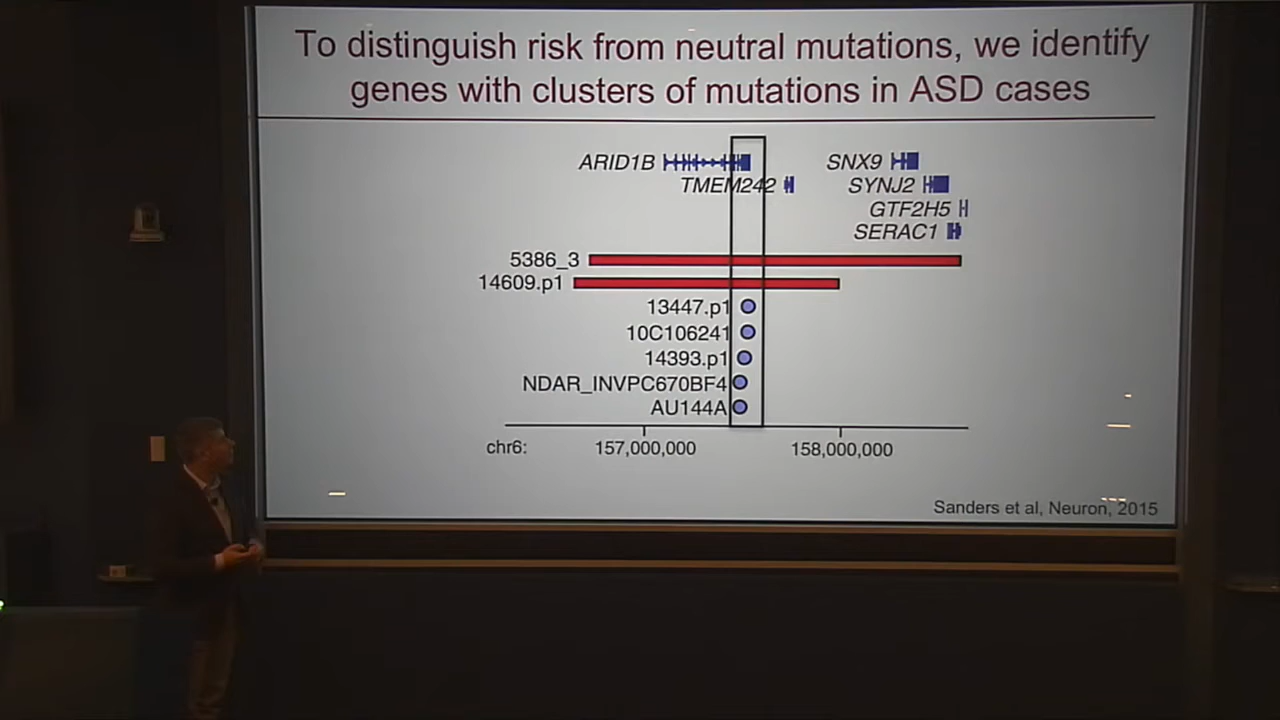 To distinguish risk from neutral mutations, we identify
genes with clusters of mutations in ASD cases
ARID1B
SNX9
TMEM242
SYNJ2
GTF2H5
SERAC1
5386_3
14609.p1
13447.p1
10C106241
14393.p1
NDAR_INVPC670BF4
AU144A
chr6: 157,000,000 158,000,000
Sanders et al, Neuron, 2015